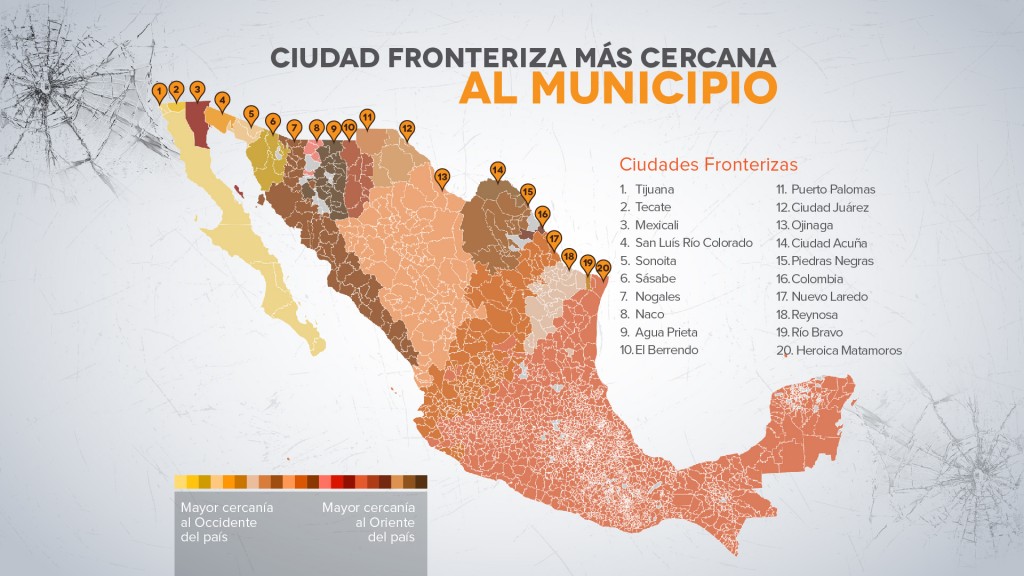 CIUDAD FRONTERIZA MÁS CERCANA
AL MUNICIPIO
1
2
3
4
5
6
7
8
9
10
11
12
13
14
15
16
17
18
19
20
Ciudades Fronterizas
1. Tijuana
2. Tecate
3. Mexicali
4. San Luís Río Colorado
5. Sonoita
6. Sásabe
7. Nogales
8. Naco
9. Agua Prieta
10. El Berrendo
11. Puerto Palomas
12. Ciudad Juárez
13. Ojinaga
14. Ciudad Acuña
15. Piedras Negras
16. Colombia
17. Nuevo Laredo
18. Reynosa
19. Río Bravo
20. Heroica Matamoros
Mayor cercanía
al Occidente
del país
Mayor cercanía
al Oriente
del país